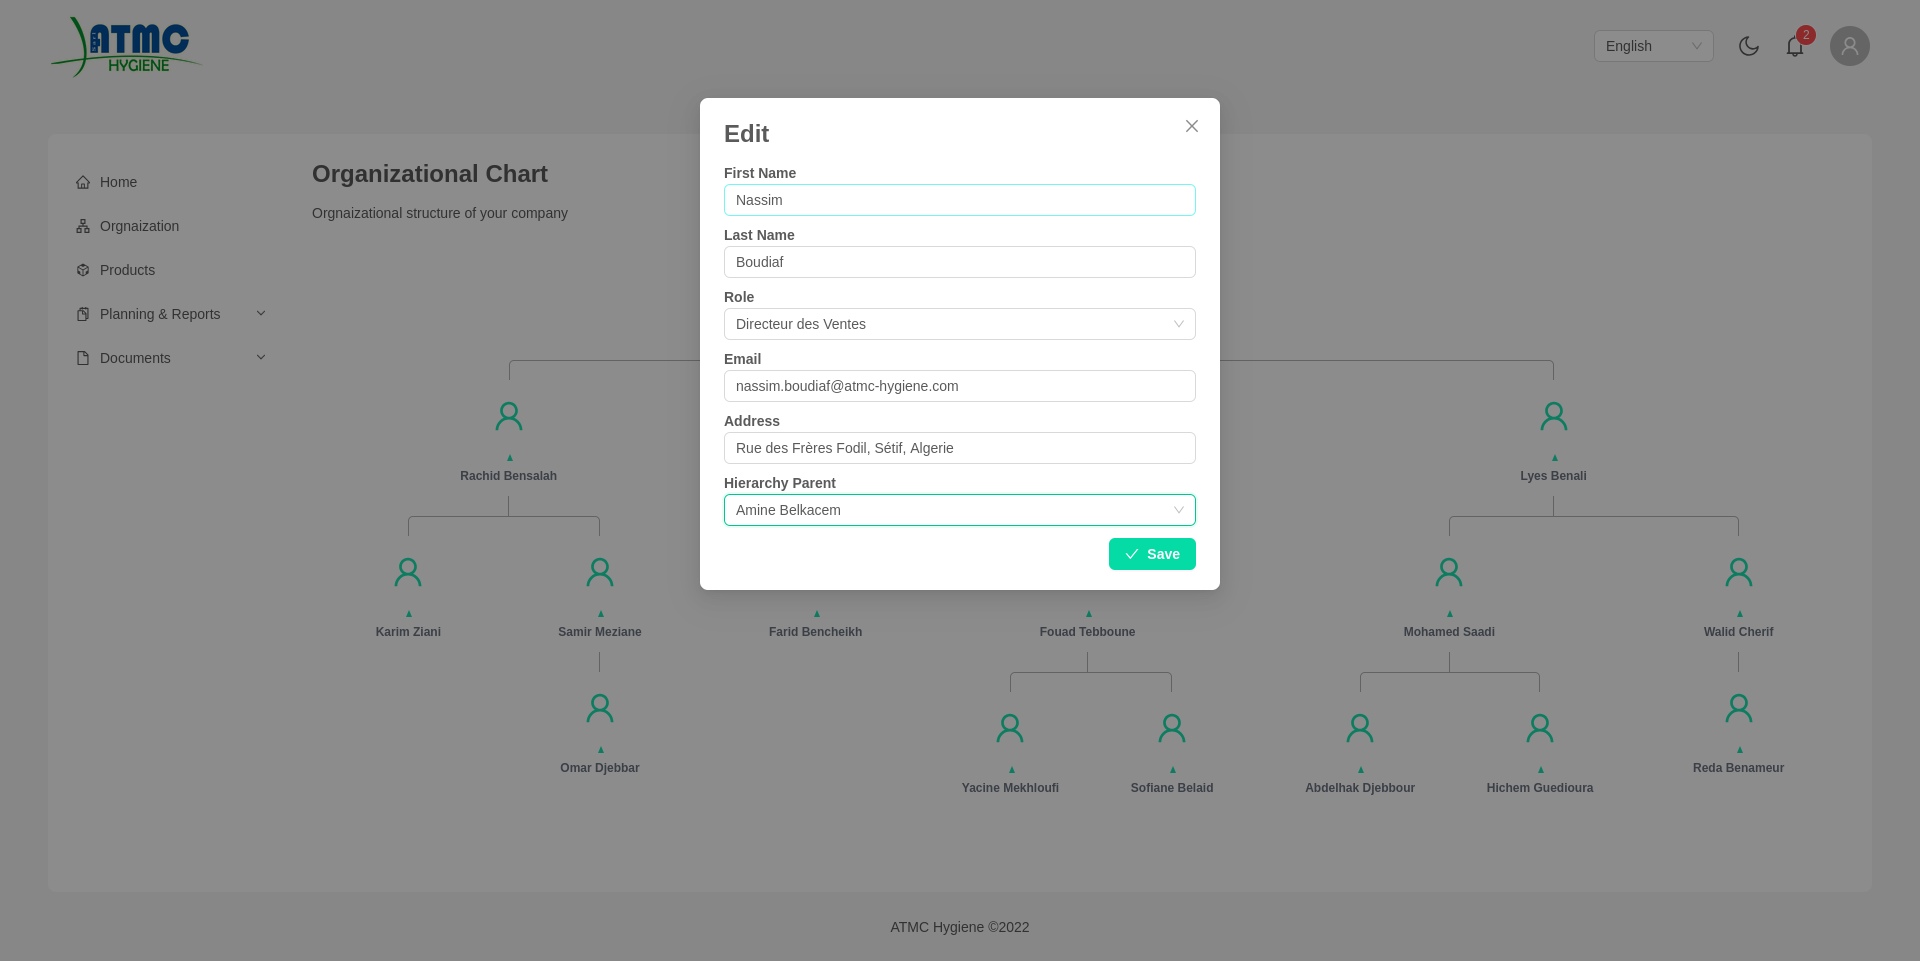 ATMC
HYGIENE
English
2
Home
Orgnaization
Products
Planning & Reports
Documents
Organizational Chart
Orgnaizational structure of your company
Edit
First Name
Nassim
Last Name
Boudiaf
Role
Directeur des Ventes
Email
nassim.boudiaf@atmc-hygiene.com
Address
Rue des Frères Fodil, Sétif, Algerie
Hierarchy Parent
Amine Belkacem
Save
Rachid Bensalah
Lyes Benali
Karim Ziani
Samir Meziane
Farid Bencheikh
Fouad Tebboune
Mohamed Saadi
Walid Cherif
Omar Djebbar
Yacine Mekhloufi
Sofiane Belaid
Abdelhak Djebbour
Hichem Guedioura
Reda Benameur
ATMC Hygiene ©2022